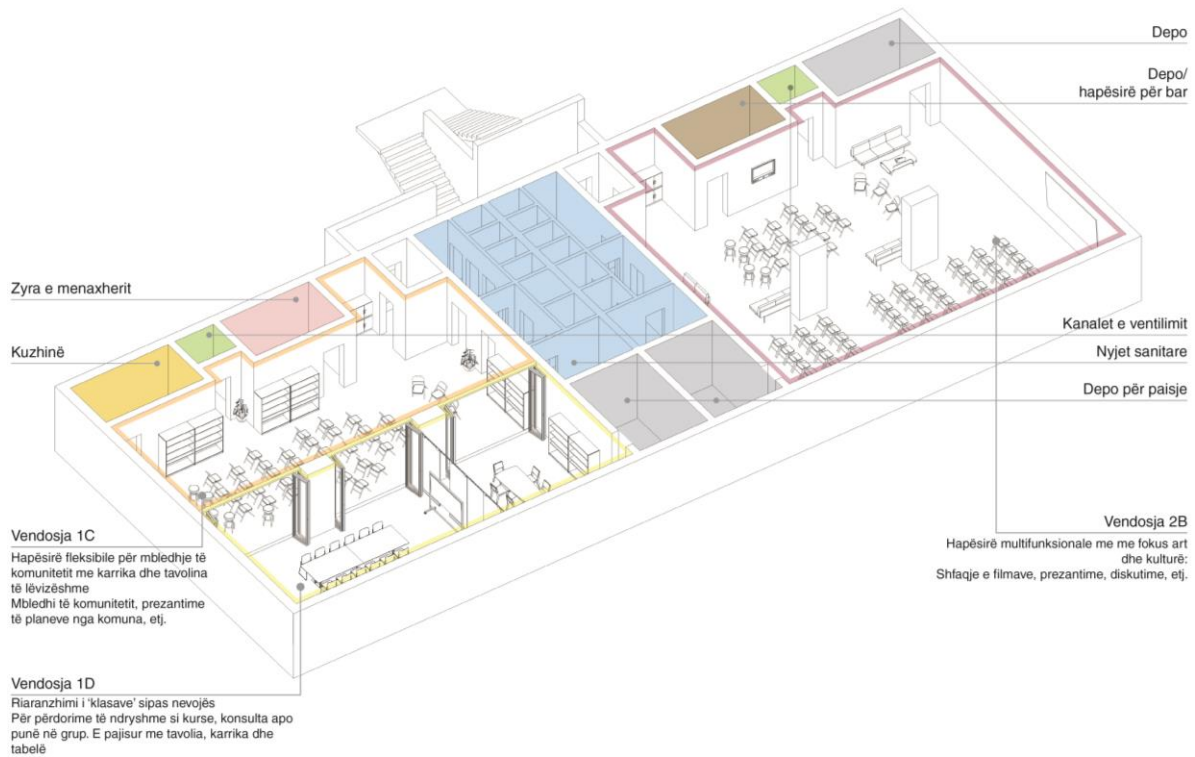 Depo
Depo/
hapësirë për bar
Zyra e menaxherit
Kuzhinë
Kanalet e ventilimit
Nyjet sanitare
Depo për paisje
Vendosja 1C
Hapësirë fleksibile për mbledhje të
komunitetit me karrika dhe tavolina
të lëvizëshme
Mbledhi të komunitetit, prezantime
të planeve nga komuna, etj.
Vendosja 2B
Hapësirë multifunksionale me me fokus art
dhe kulturë:
Shfaqje e filmave, prezantime, diskutime, etj.
Vendosja 1D
Riaranzhimi i ‘klasave’ sipas nevojës
Për përdorime të ndryshme si kurse, konsulta apo
punë në grup. E pajisur me tavolia, karrika dhe
tabelë